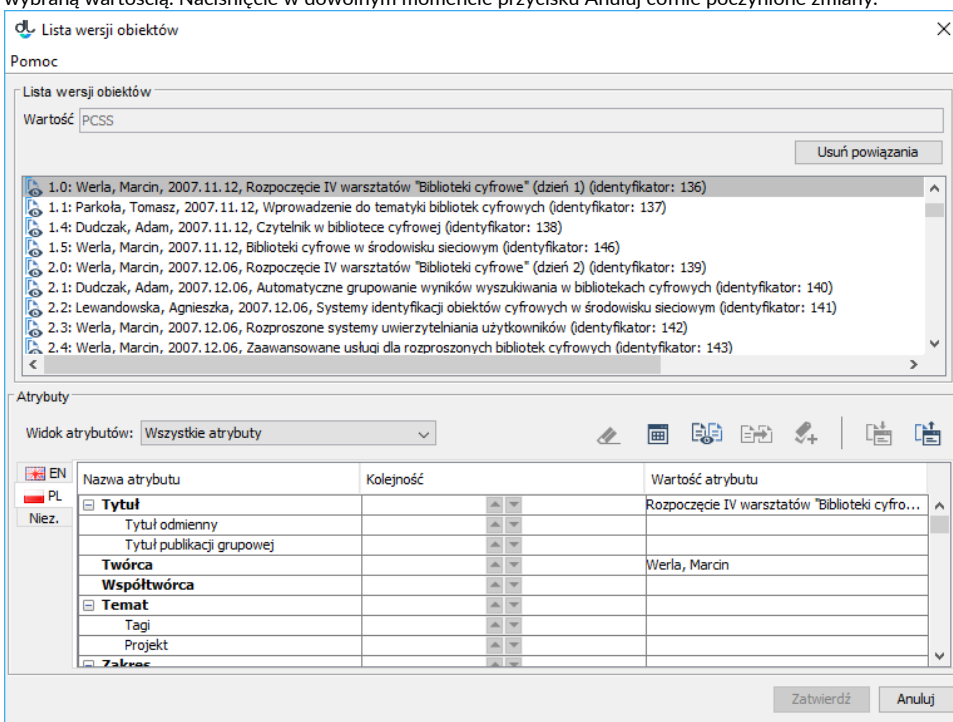 wybraną wartością. Naciśnięcie w dowolnym momencie przycisku Anuluj cofnie poczynione zmiany.
Lista wersji obiektów
Pomoc
Lista wersji obiektów
Wartość PCSS
Usuń powiązania
1.0: Werla, Marcin, 2007.11.12, Rozpoczęcie IV warsztatów "Biblioteki cyfrowe" (dzień 1) (identyfikator: 136)
1.1: Parkoła, Tomasz, 2007.11.12, Wprowadzenie do tematyki bibliotek cyfrowych (identyfikator: 137)
1.4: Dudczak, Adam, 2007.11.12, Czytelnik w bibliotece cyfrowej (identyfikator: 138)
1.5: Werla, Marcin, 2007.11.12, Biblioteki cyfrowe w środowisku sieciowym (identyfikator: 146)
2.0: Werla, Marcin, 2007.12.06, Rozpoczęcie IV warsztatów "Biblioteki cyfrowe" (dzień 2) (identyfikator: 139)
2.1: Dudczak, Adam, 2007.12.06, Automatyczne grupowanie wyników wyszukiwania w bibliotekach cyfrowych (identyfikator: 140)
2.2: Lewandowska, Agnieszka, 2007.12.06, Systemy identyfikacji obiektów cyfrowych w środowisku sieciowym (identyfikator: 141)
2.3: Werla, Marcin, 2007.12.06, Rozproszone systemy uwierzytelniania użytkowników (identyfikator: 142)
2.4: Werla, Marcin, 2007.12.06, Zaawansowane usługi dla rozproszonych bibliotek cyfrowych (identyfikator: 143)
Atrybuty
Widok atrybutów: Wszystkie atrybuty
EN
PL
Niez.
Nazwa atrybutu Kolejność Wartość atrybutu
Tytuł Rozpoczęcie IV warsztatów "Biblioteki cyfro...
Tytuł odmienny
Tytuł publikacji grupowej
Twórca Werla, Marcin
Współtwórca
Temat
Tagi
Projekt
Zakres
Zatwierdź Anuluj